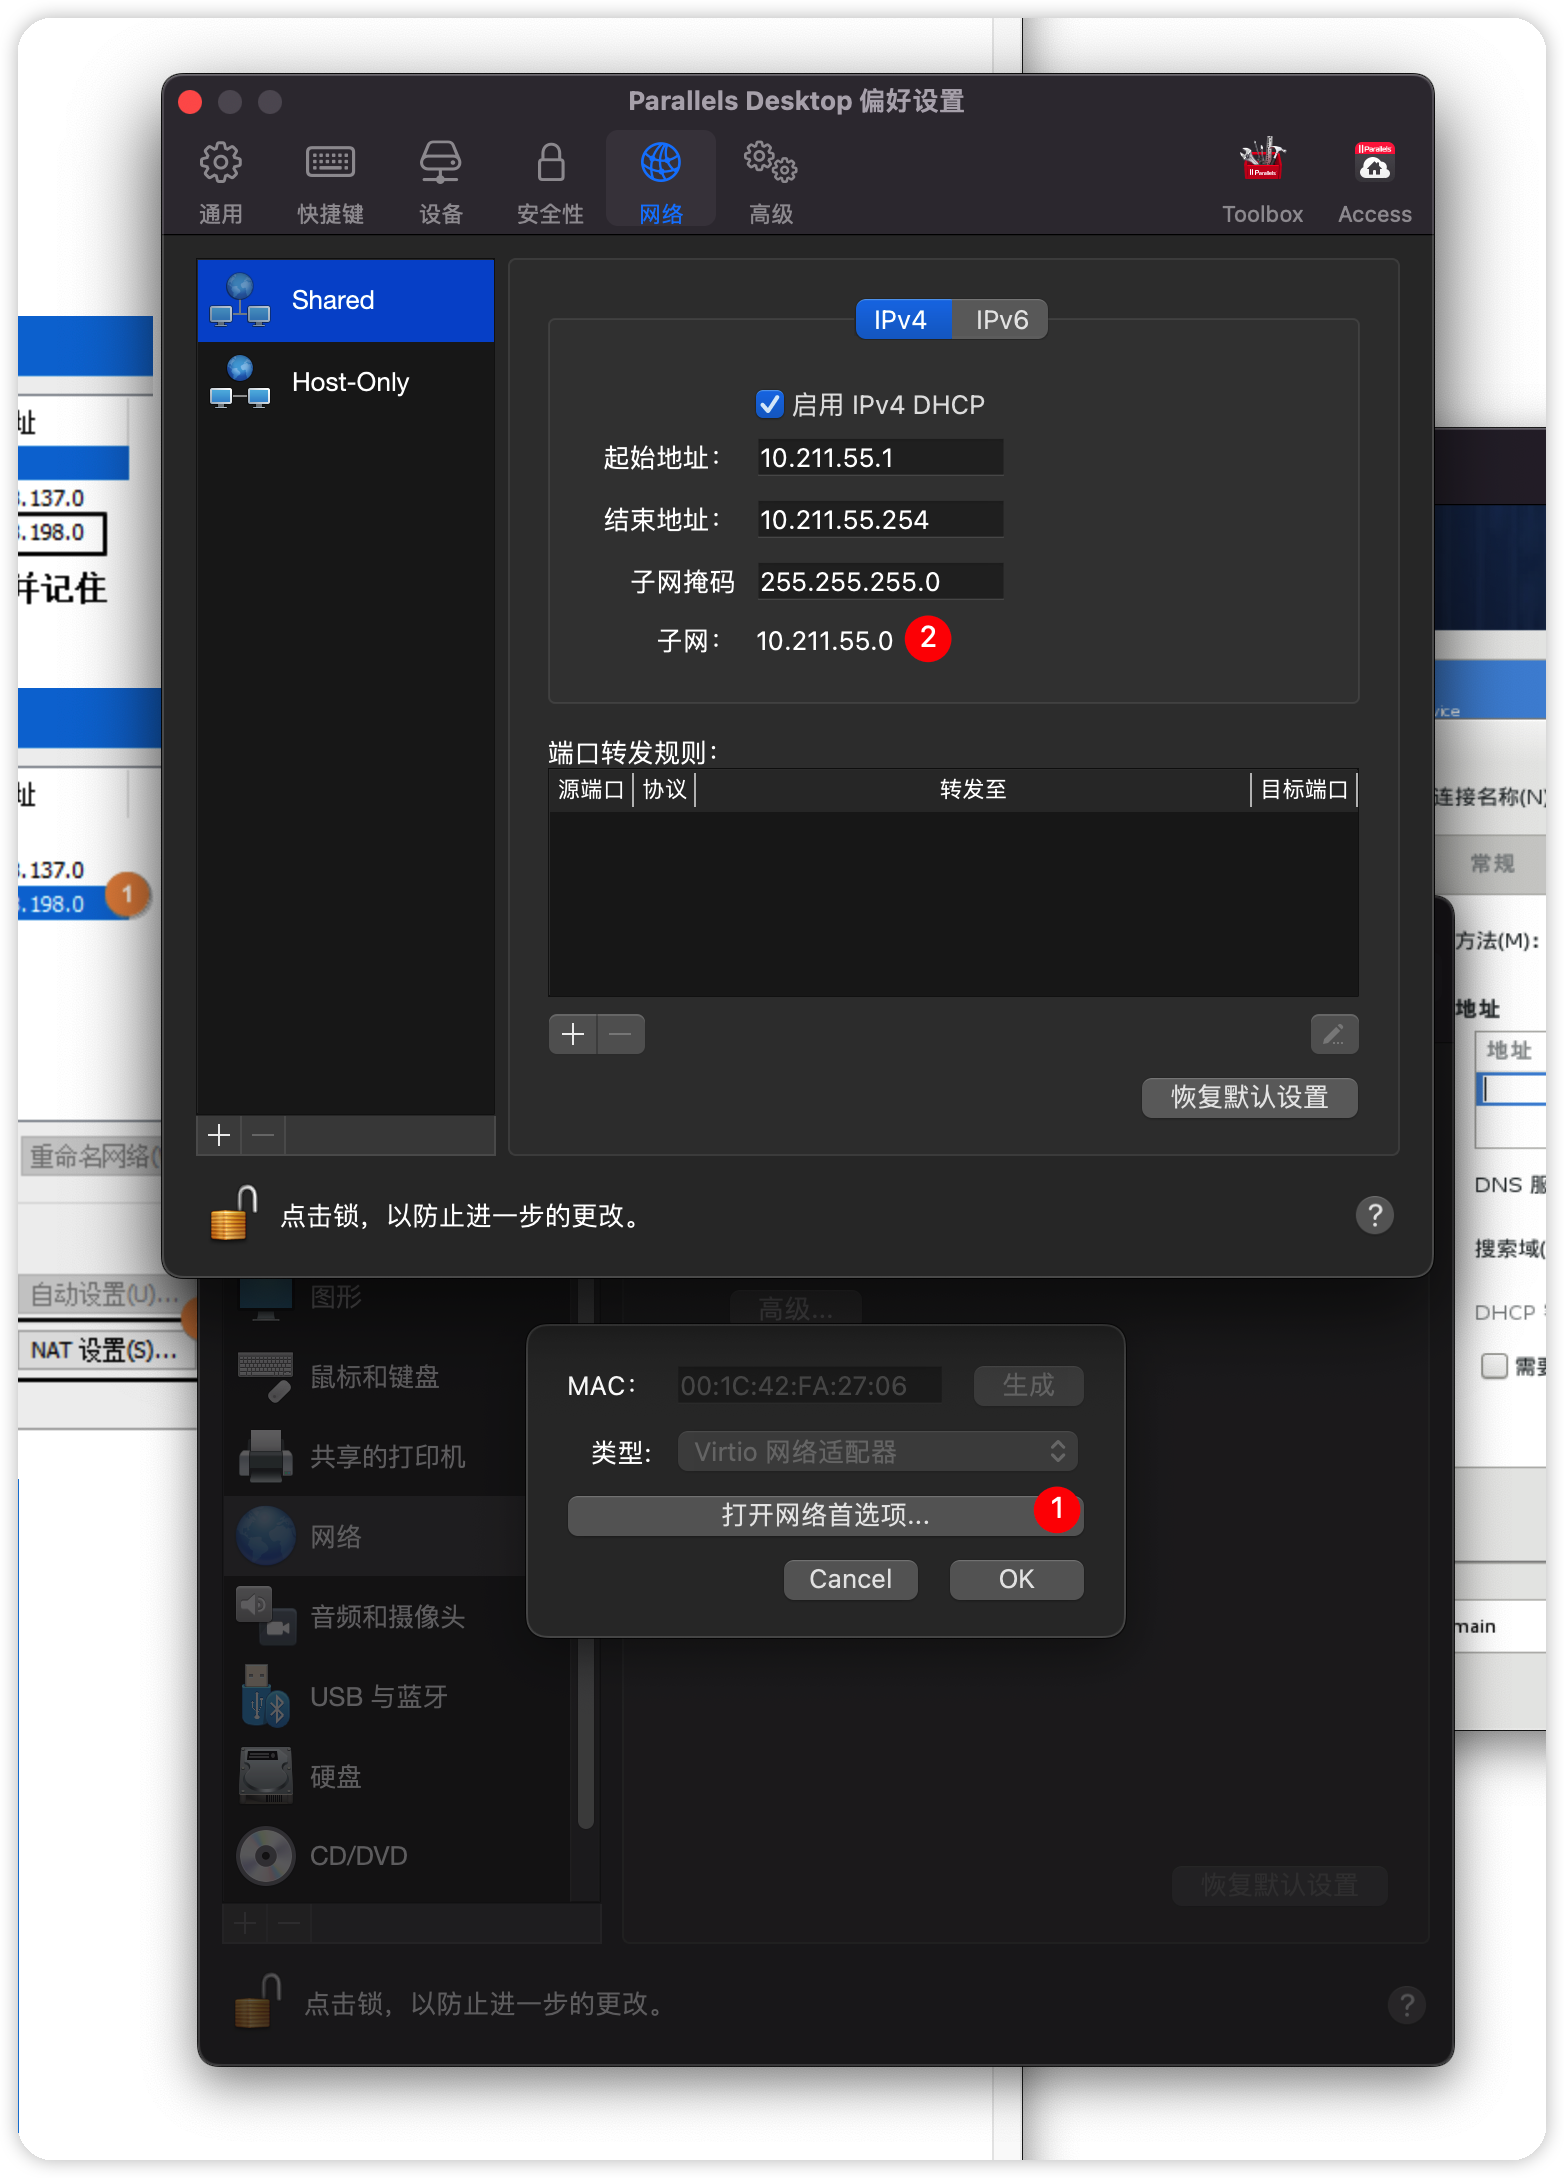 Parallels Desktop 偏好设置
通用
快捷键
设备
安全性
网络
高级
Toolbox
Access
Shared
Host-Only
IPv4
IPv6
启用 IPv4 DHCP
起始地址：
10.211.55.1
结束地址：
10.211.55.254
子网掩码
255.255.255.0
子网：
10.211.55.0
2
端口转发规则：
源端口
协议
转发至
目标端口
恢复默认设置
点击锁，以防止进一步的更改。
?
址
.137.0
.198.0
并记住
址
.137.0
.198.0
1
重命名网络(
自动设置(U)...
NAT 设置(S)...
vice
连接名称(N)
常规
方法(M):
地址
地址
DNS 服
搜索域(
DHCP
需要
main
图形
高级...
鼠标和键盘
共享的打印机
网络
音频和摄像头
USB 与蓝牙
硬盘
CD/DVD
MAC：
00:1C:42:FA:27:06
生成
类型:
Virtio 网络适配器
打开网络首选项...
1
Cancel
OK
恢复默认设置
点击锁，以防止进一步的更改。
?